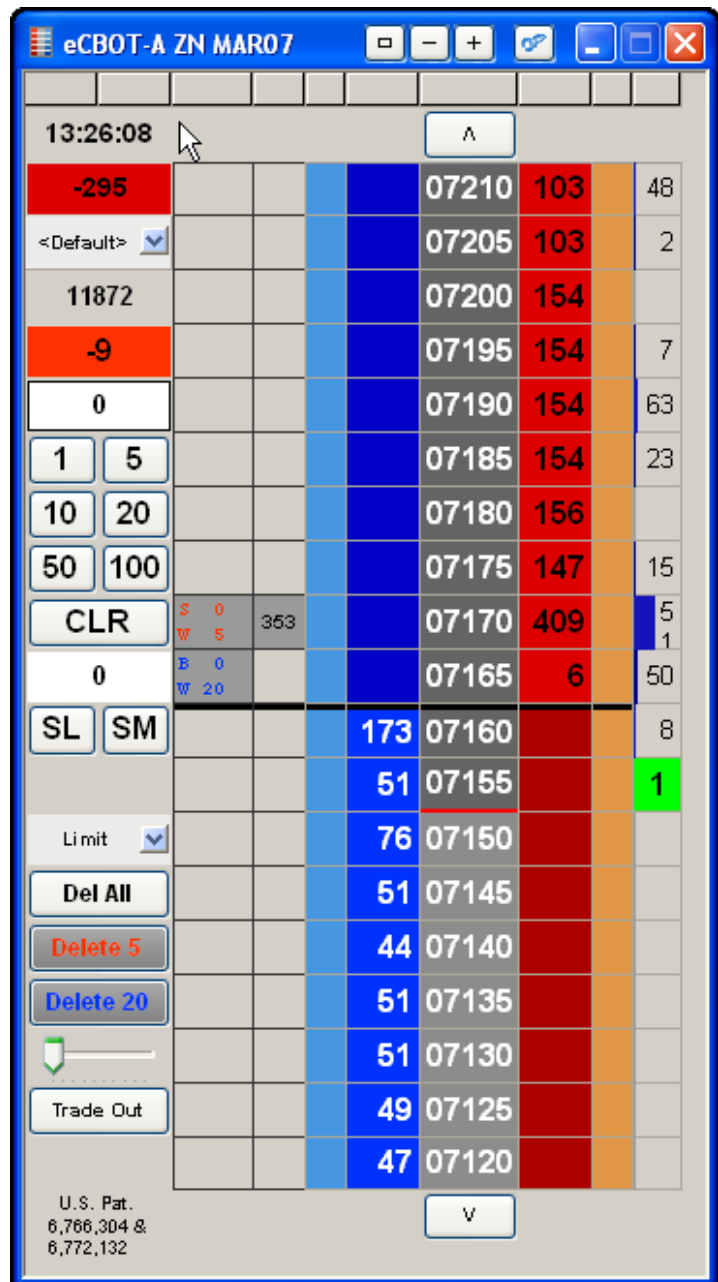 eCBOT-A ZN MAR07
13:26:08 ʌ
-295 07210 103 48
<Default> 07205 103 2
11872 07200 154
-9 07195 154 7
0 07190 154 63
1 5 07185 154 23
10 20 07180 156
50 100 07175 147 15
CLR S 0 353 07170 409 5
W 5 1
0 B 0 07165 6 50
W 20
SL SM 173 07160 8
51 07155 1
Limit 76 07150
Del All 51 07145
Delete 5 44 07140
Delete 20 51 07135
51 07130
Trade Out 49 07125
47 07120
U.S. Pat. v
6,766,304 &
6,772,132